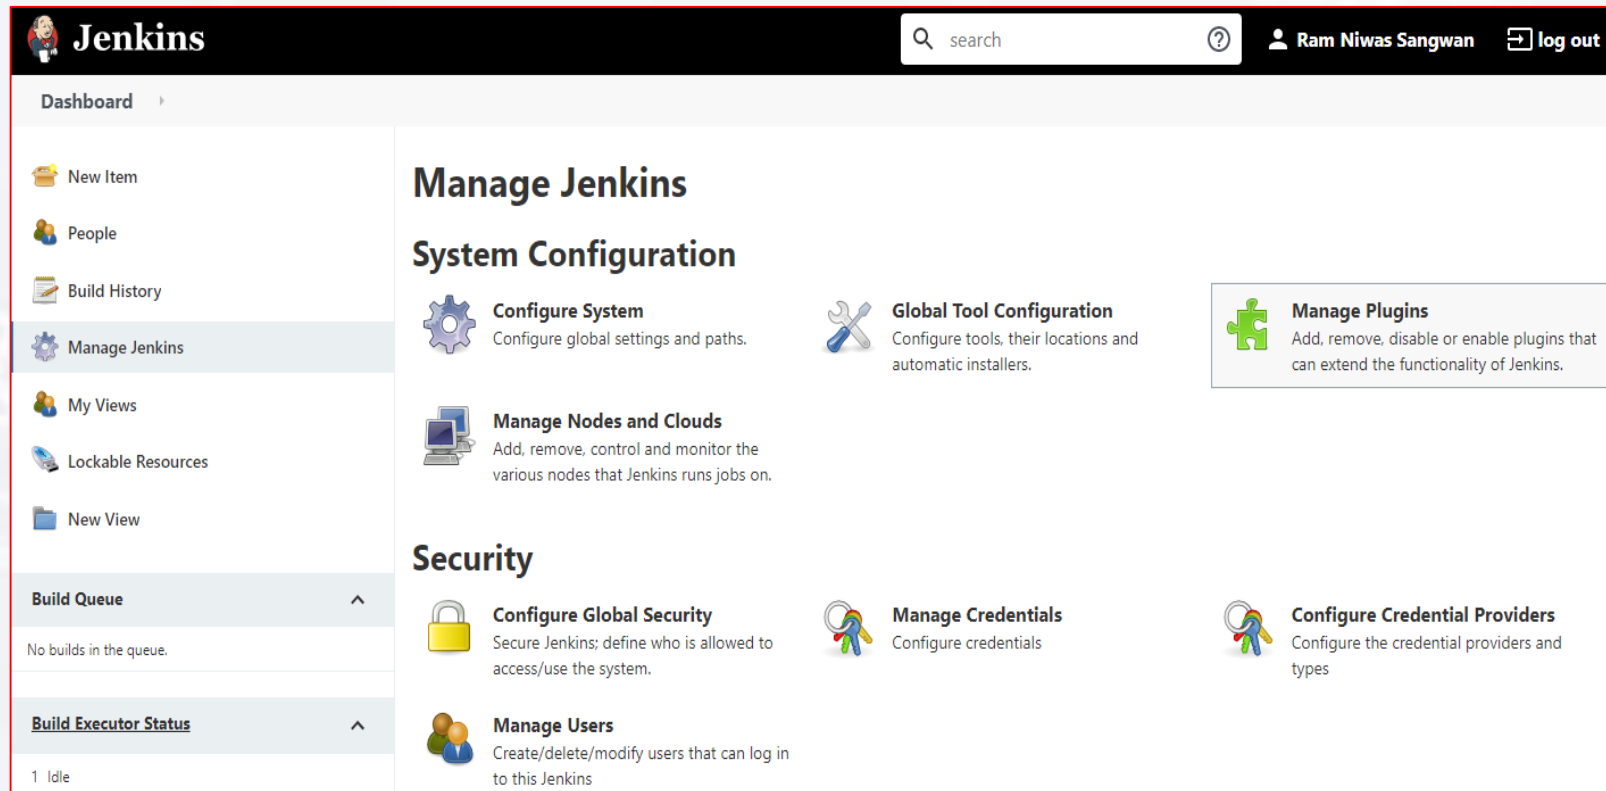 Jenkins
search
Ram Niwas Sangwan
log out
Dashboard
New Item
People
Build History
Manage Jenkins
My Views
Lockable Resources
New View
Build Queue
No builds in the queue.
Build Executor Status
1 Idle
Manage Jenkins
System Configuration
Configure System
Configure global settings and paths.
Global Tool Configuration
Configure tools, their locations and
automatic installers.
Manage Plugins
Add, remove, disable or enable plugins that
can extend the functionality of Jenkins.
Manage Nodes and Clouds
Add, remove, control and monitor the
various nodes that Jenkins runs jobs on.
Security
Configure Global Security
Secure Jenkins; define who is allowed to
access/use the system.
Manage Credentials
Configure credentials
Configure Credential Providers
Configure the credential providers and
types
Manage Users
Create/delete/modify users that can log in
to this Jenkins